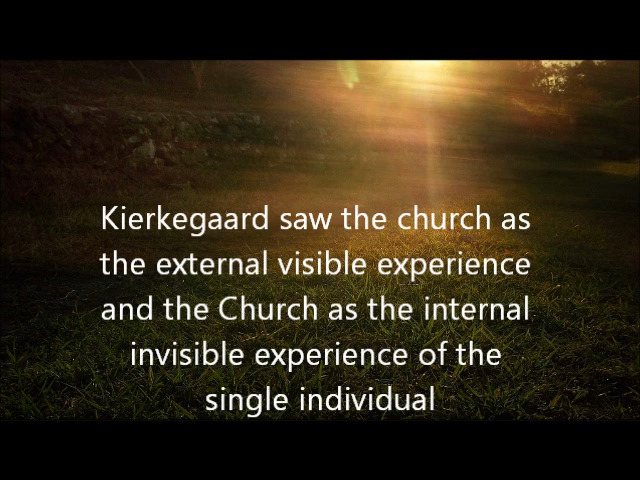 Kierkegaard saw the church as
the external visible experience
and the Church as the internal
invisible experience of the
single individual